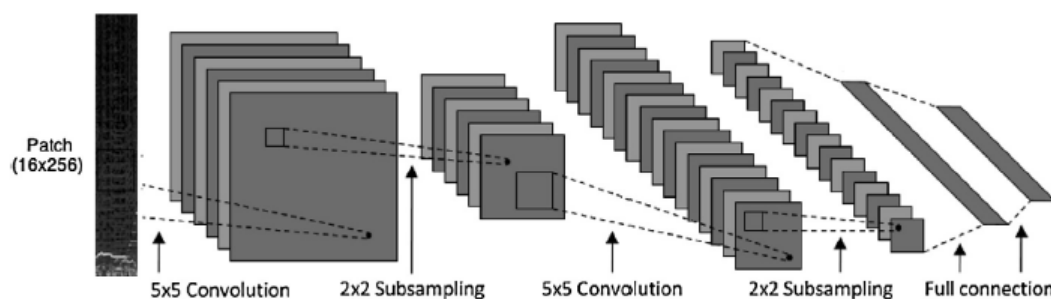 Patch
(16x256)
5x5 Convolution
2x2 Subsampling
5x5 Convolution
2x2 Subsampling
Full connection